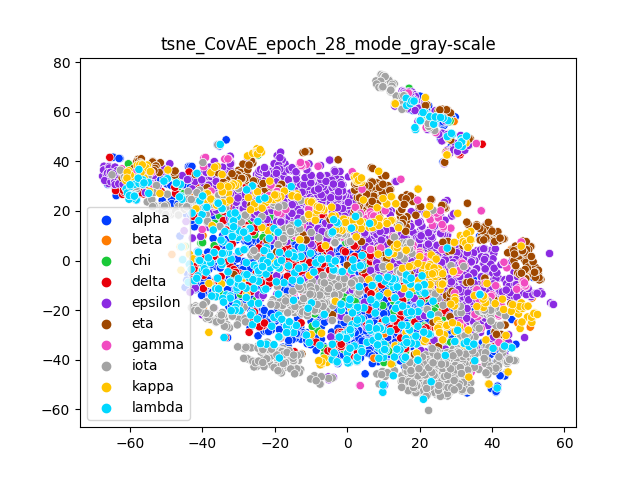 tsne_CovAE_epoch_28_mode_gray-scale
80
60
40
20
0
−20
−40
−60
alpha
beta
chi
delta
epsilon
eta
gamma
iota
kappa
lambda
−60 −40 −20 0 20 40 60